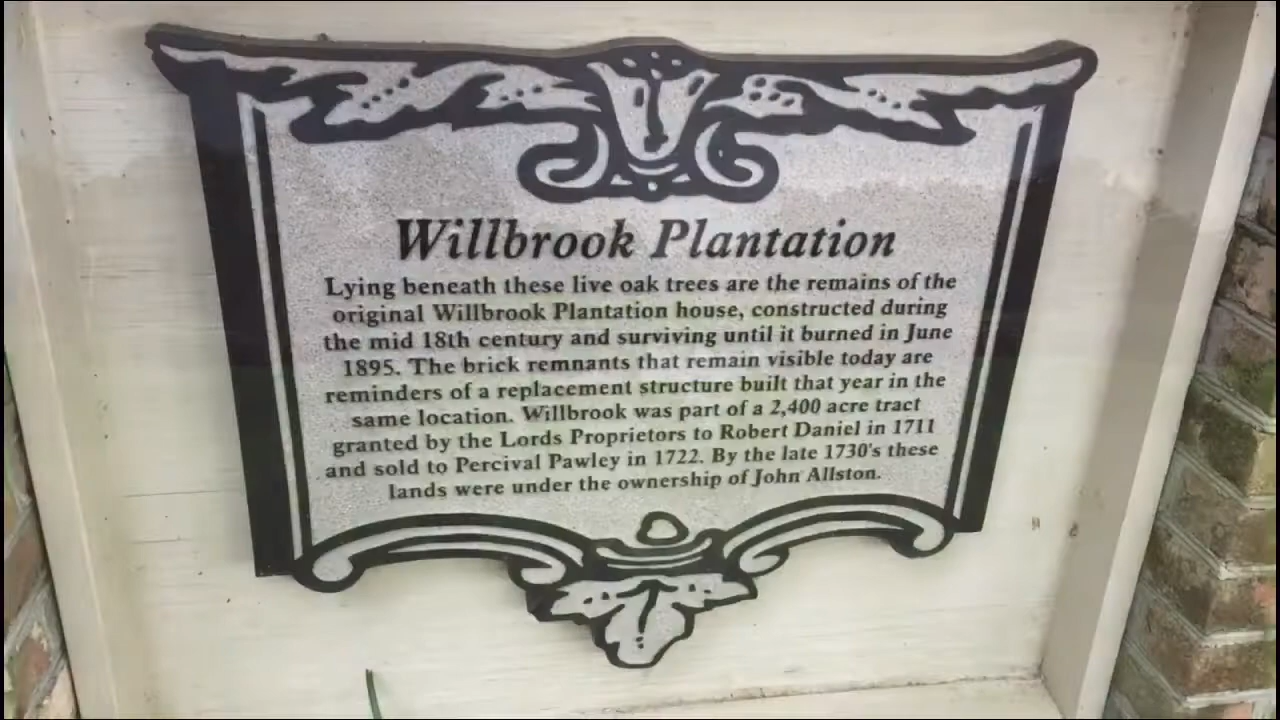 Willbrook Plantation
Lying beneath these live oak trees are the remains of the
original Willbrook Plantation house, constructed during
the mid 18th century and surviving until it burned in June
1895. The brick remnants that remain visible today are
reminders of a replacement structure built that year in the
same location. Willbrook was part of a 2,400 acre tract
granted by the Lords Proprietors to Robert Daniel in 1711
and sold to Percival Pawley in 1722. By the late 1730's these
lands were under the ownership of John Allston.